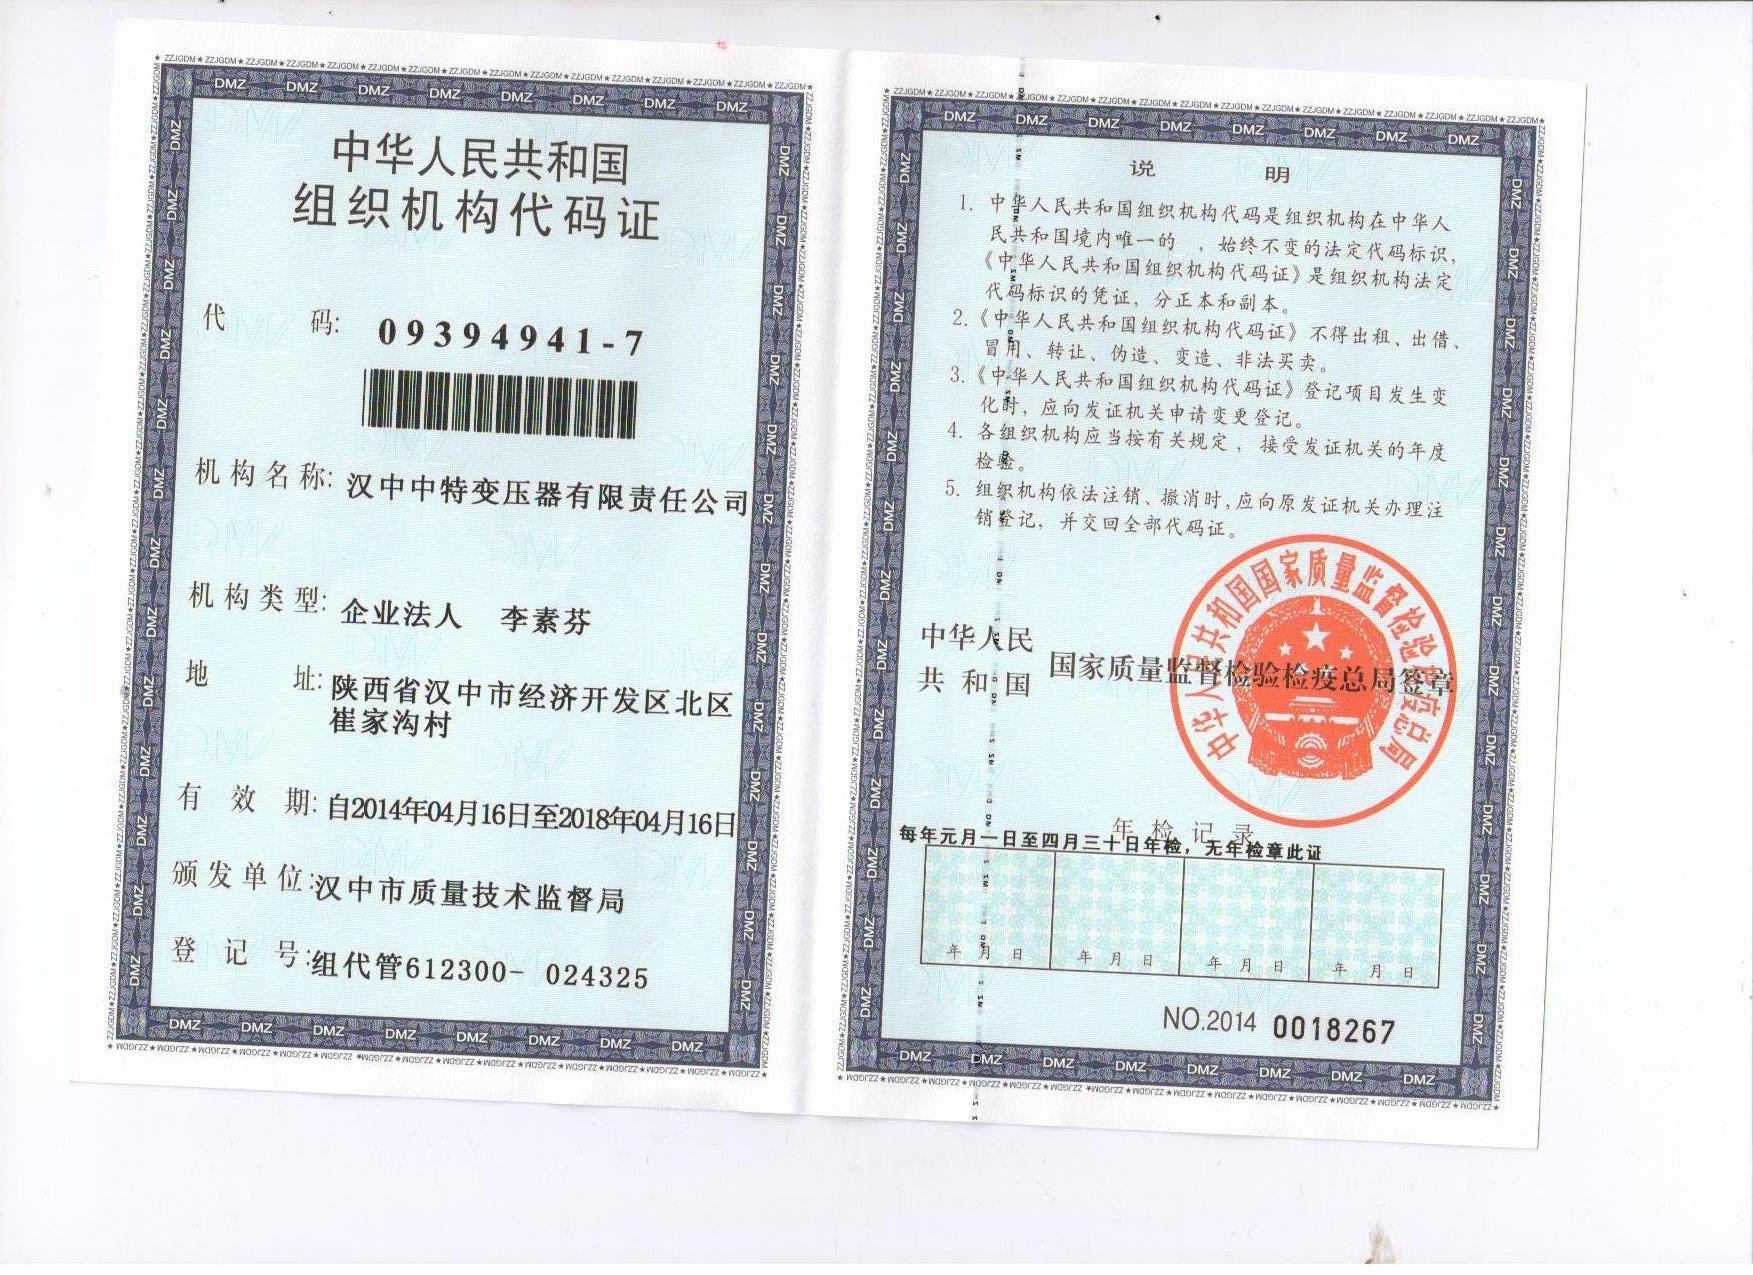 中华人民共和国
组织机构代码证
代 码: 09394941-7
机构名称: 汉中中特变压器有限责任公司
机构类型: 企业法人 李素芬
地 址: 陕西省汉中市经济开发区北区
崔家沟村
有 效 期: 自2014年04月16日至2018年04月16日
颁发单位: 汉中市质量技术监督局
登 记 号: 组代管612300- 024325
说 明
1. 中华人民共和国组织机构代码是组织机构在中华人
民共和国境内唯一的 ，始终不变的法定代码标识，
《中华人民共和国组织机构代码证》是组织机构法定
代码标识的凭证，分正本和副本。
2.《中华人民共和国组织机构代码证》不得出租、出借、
冒用、转让、伪造、变造、非法买卖。
3.《中华人民共和国组织机构代码证》登记项目发生变
化时，应向发证机关申请变更登记。
4. 各组织机构应当按有关规定，接受发证机关的年度
检验。
5. 组织机构依法注销、撤消时,应向原发证机关办理注
销登记，并交回全部代码证。
中华人民
共和国
国家质量监督检验检疫总局签章
中华人民共和国国家质量监督检验检疫总局
年检记录
每年元月一日至四月三十日年检，无年检章此证
年 月 日 年 月 日 年 月 日 年 月 日
NO.2014 0018267